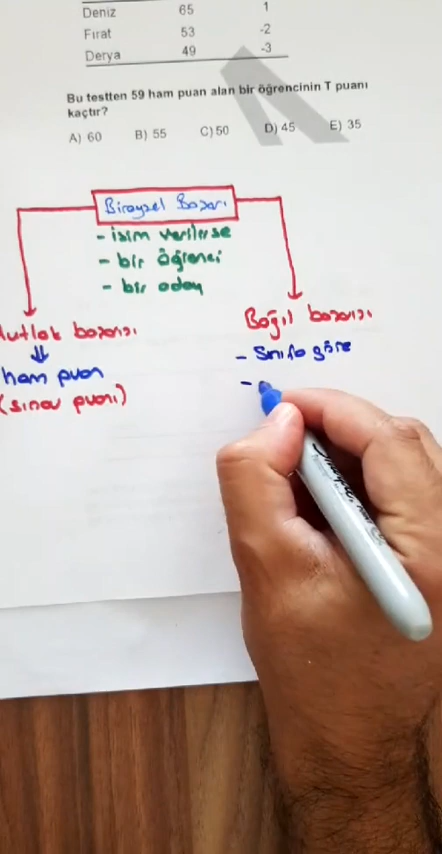 Deniz 65 1
Fırat 53 -2
Derya 49 -3
Bu testten 59 ham puan alan bir öğrencinin T puanı
kaçtır?
A) 60 B) 55 C) 50 D) 45 E) 35
Bireysel Başarı
- isim verilirse
- bir öğrenci
- bir aday
Mutlak başarısı
ham puan
(sınav puanı)
Bağıl başarısı
- Sınıfa göre
-